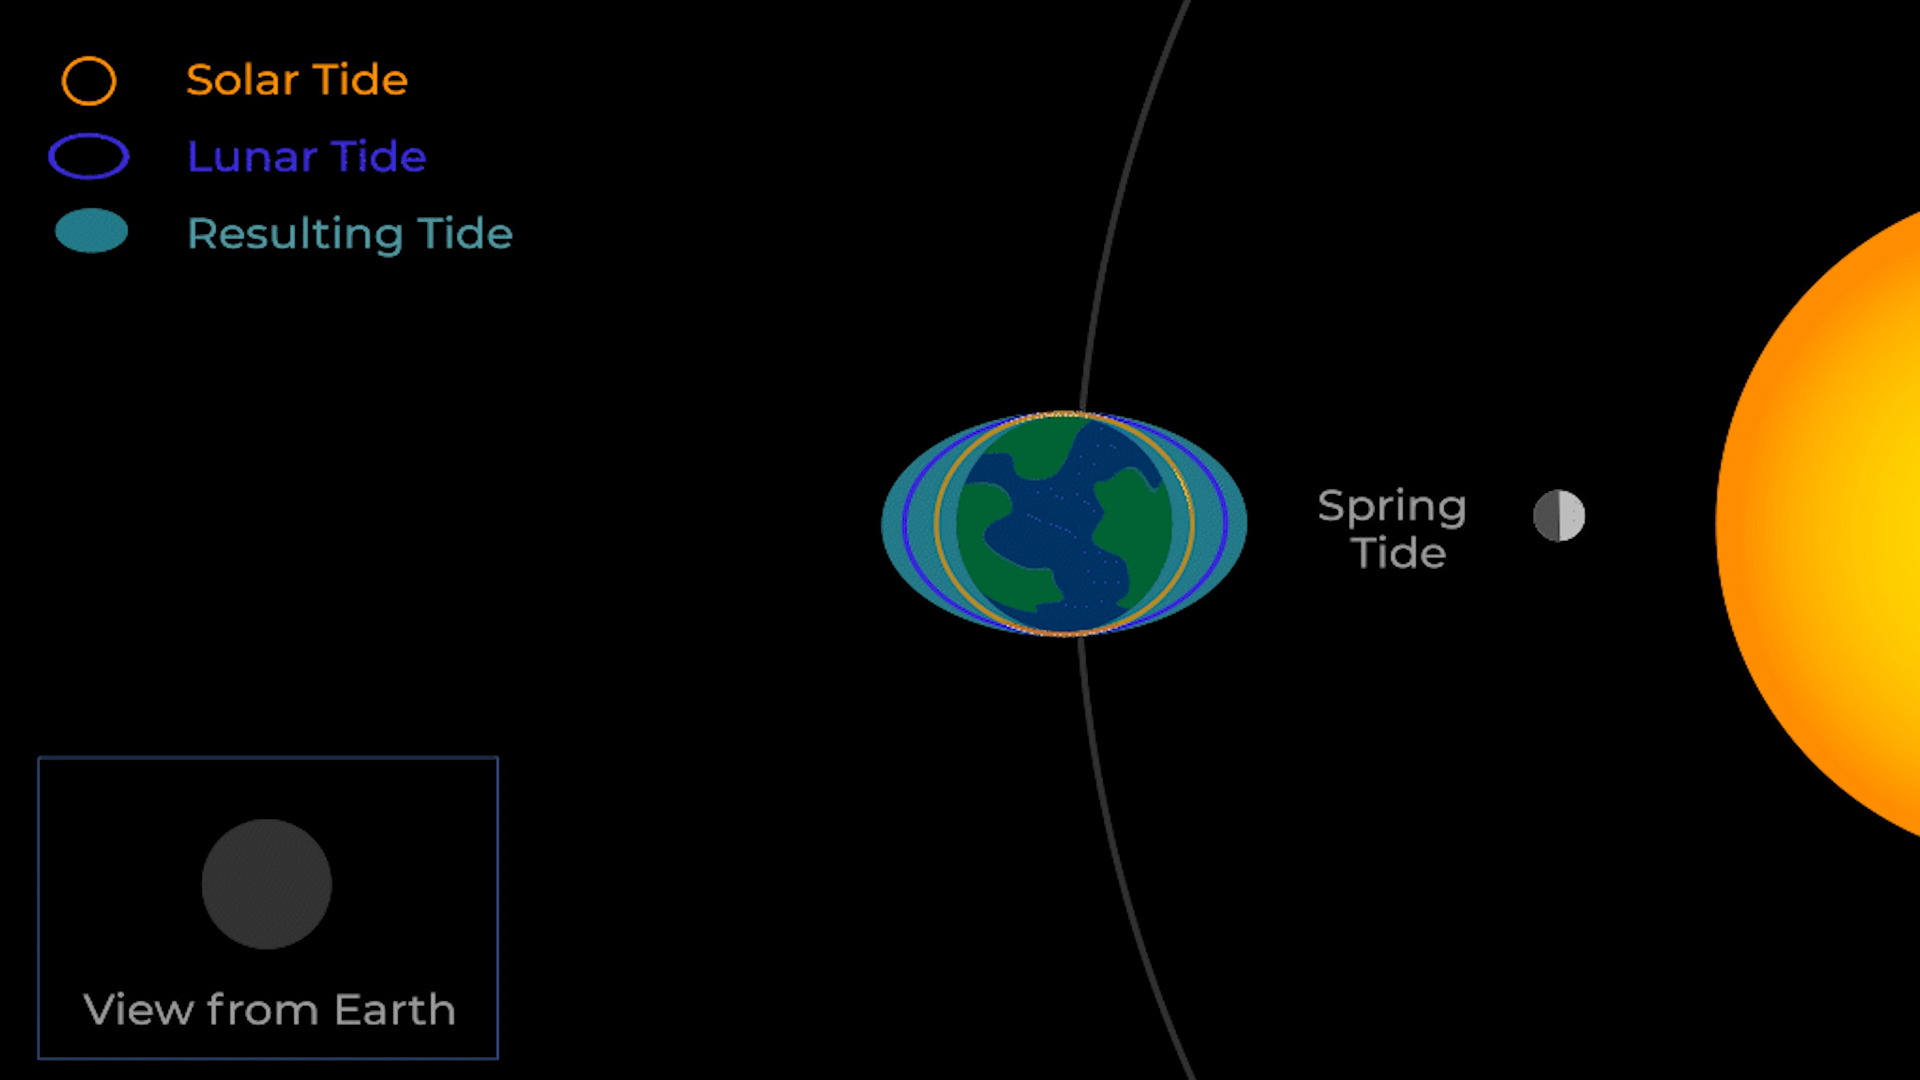 Solar Tide
Lunar Tide
Resulting Tide
Spring
Tide
View from Earth